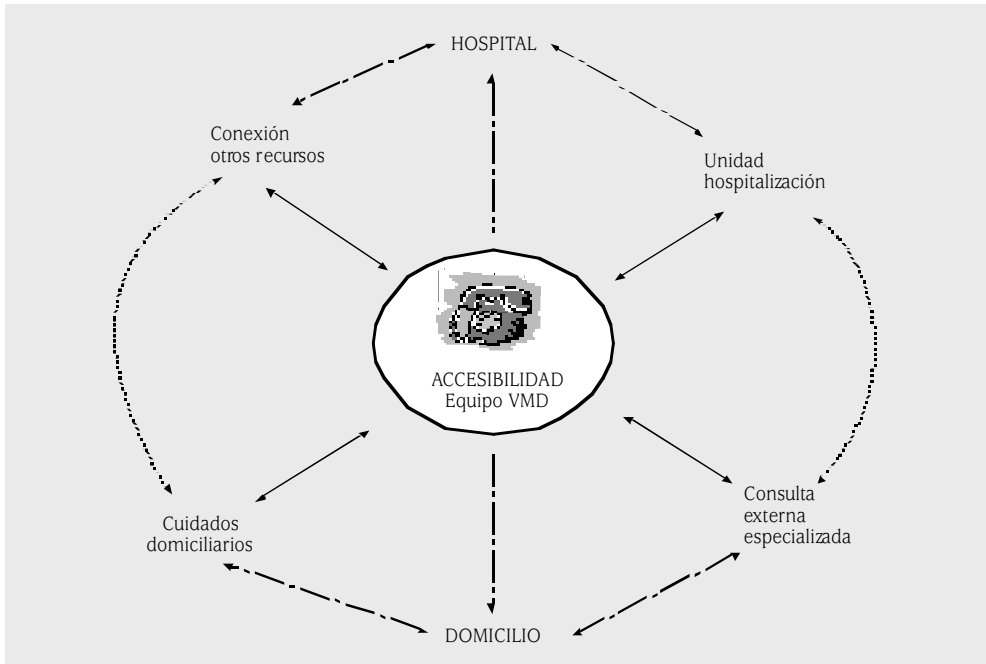 HOSPITAL
Conexión
otros recursos
Unidad
hospitalización
ACCESIBILIDAD
Equipo VMD
Cuidados
domiciliarios
Consulta
externa
especializada
DOMICILIO